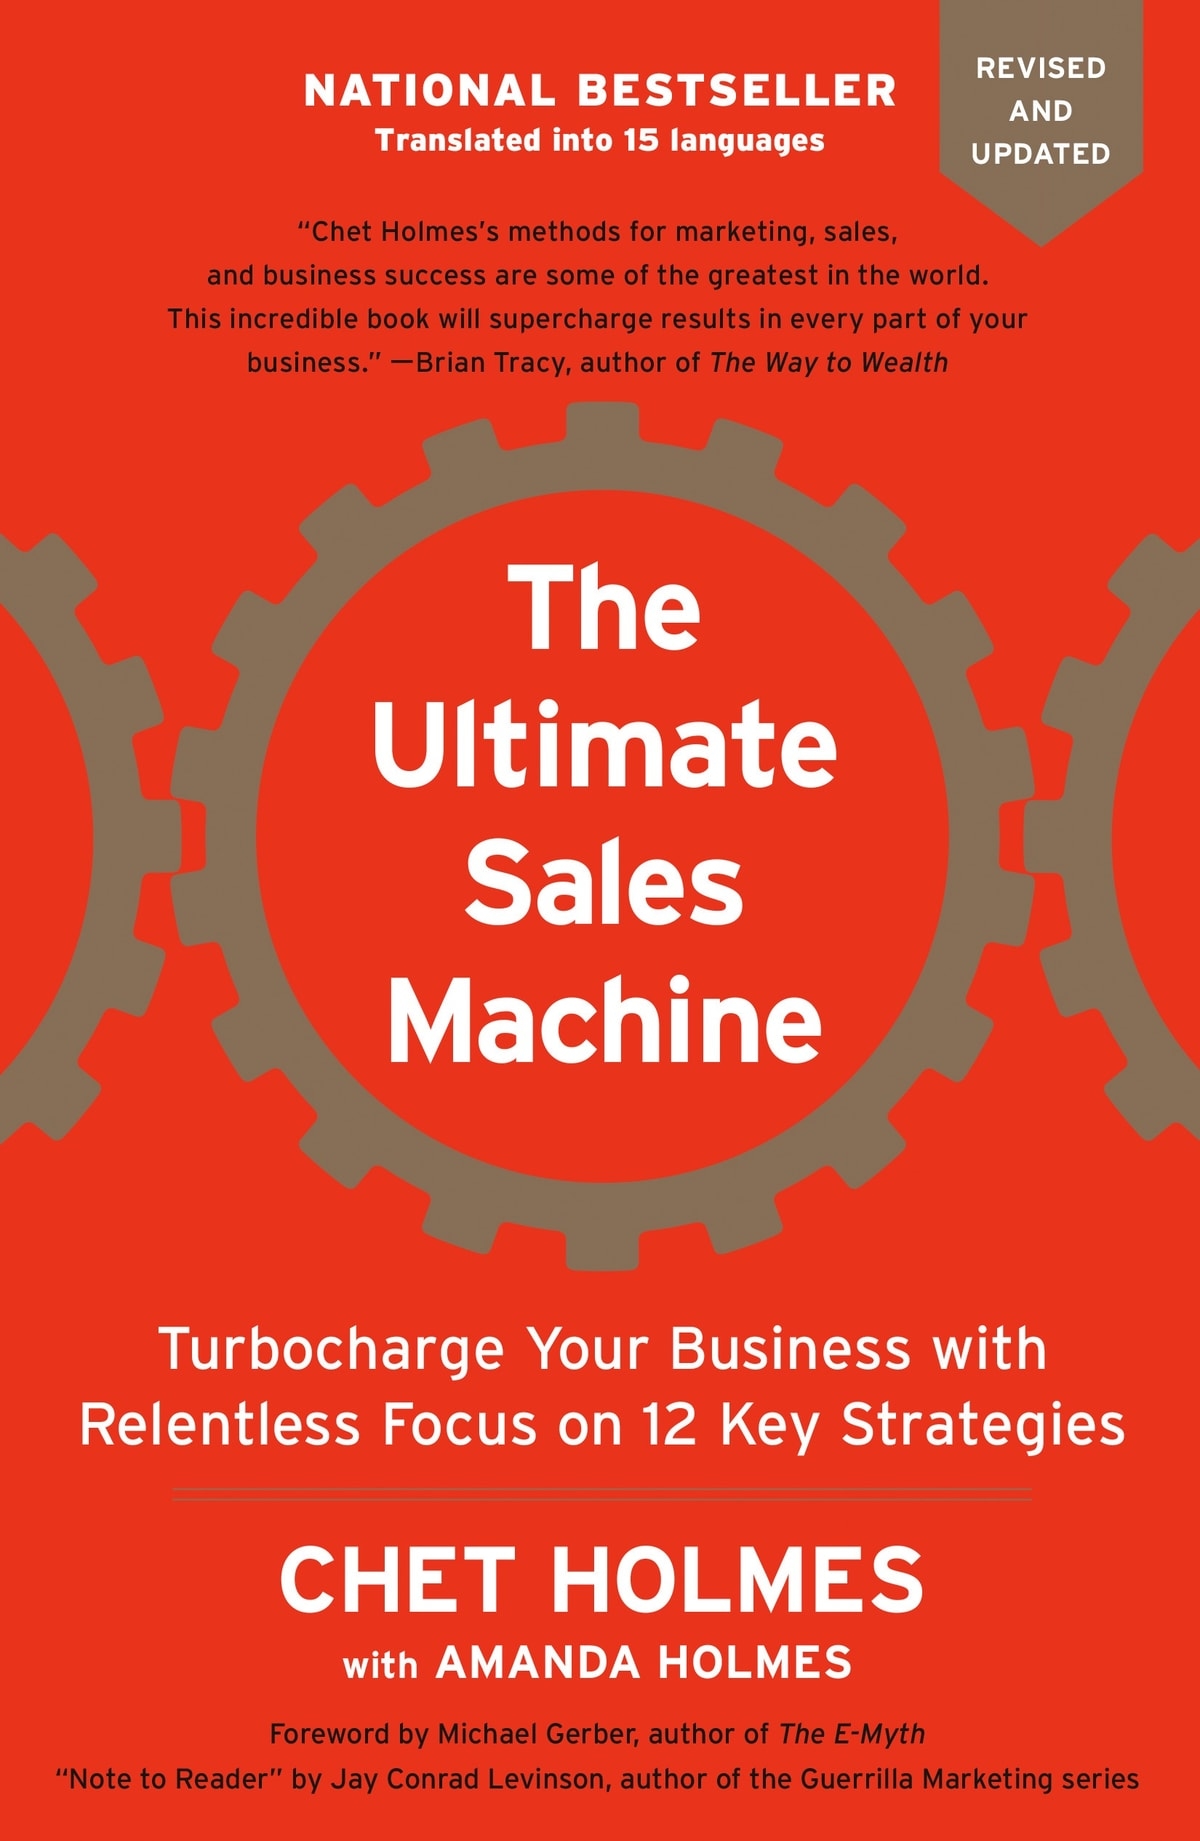 NATIONAL BESTSELLER
Translated into 15 languages
REVISED
AND
UPDATED
“Chet Holmes’s methods for marketing, sales,
and business success are some of the greatest in the world.
This incredible book will supercharge results in every part of your
business.” —Brian Tracy, author of The Way to Wealth
The
Ultimate
Sales
Machine
Turbocharge Your Business with
Relentless Focus on 12 Key Strategies
CHET HOLMES
with AMANDA HOLMES
Foreword by Michael Gerber, author of The E-Myth
“Note to Reader” by Jay Conrad Levinson, author of the Guerrilla Marketing series